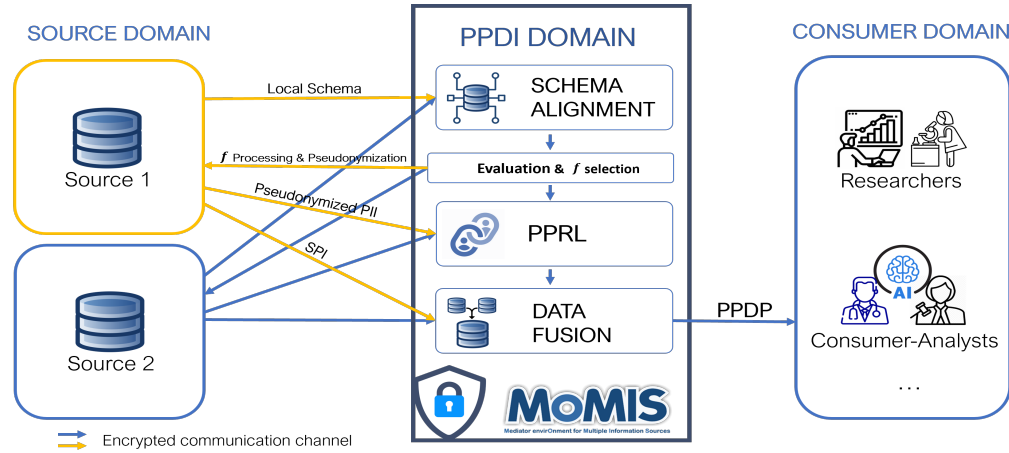 SOURCE DOMAIN
PPDI DOMAIN
CONSUMER DOMAIN
Local Schema
SCHEMA
ALIGNMENT
f Processing & Pseudonymization
Evaluation & f selection
Source 1
Researchers
Pseudonymized PII
PPRL
SPI
AI
DATA
FUSION
PPDP
Source 2
Consumer-Analysts
...
MOMIS
Mediator envirOnment for Multiple Information Sources
Encrypted communication channel